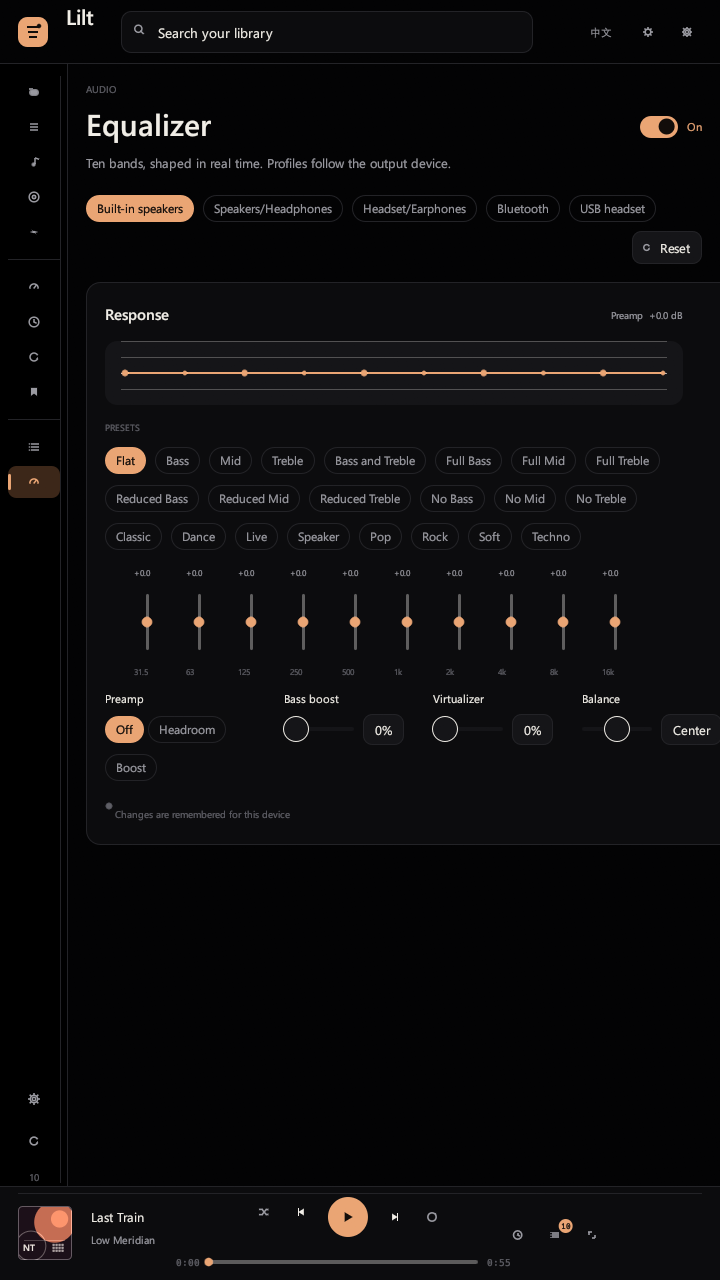 Lilt
Search your library
中文
AUDIO
Equalizer
On
Ten bands, shaped in real time. Profiles follow the output device.
Built-in speakers Speakers/Headphones Headset/Earphones Bluetooth USB headset
Reset
Response
Preamp +0.0 dB
PRESETS
Flat Bass Mid Treble Bass and Treble Full Bass Full Mid Full Treble
Reduced Bass Reduced Mid Reduced Treble No Bass No Mid No Treble
Classic Dance Live Speaker Pop Rock Soft Techno
+0.0 +0.0 +0.0 +0.0 +0.0 +0.0 +0.0 +0.0 +0.0 +0.0
31.5 63 125 250 500 1k 2k 4k 8k 16k
Preamp Bass boost Virtualizer Balance
Off Headroom 0% 0% Center
Boost
Changes are remembered for this device
10
Last Train
Low Meridian
NT
10
0:00 0:55